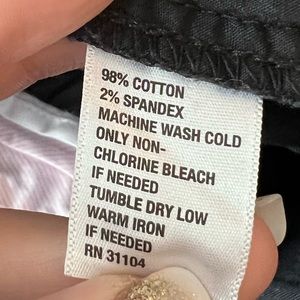 98% COTTON
2% SPANDEX
MACHINE WASH COLD
ONLY NON-
CHLORINE BLEACH
IF NEEDED
TUMBLE DRY LOW
WARM IRON
IF NEEDED
RN 31104